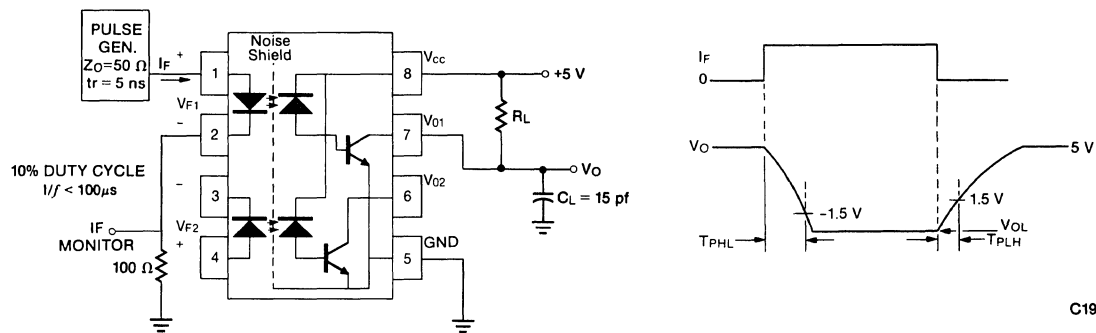 PULSE
GEN.
ZO=50 Ω
tr = 5 ns
IF
+
1
VF1
-
2
10% DUTY CYCLE
I/f < 100μs
-
3
IF
MONITOR
VF2
+
4
100 Ω
Noise
Shield
VCC
8
+5 V
RL
V01
7
VO
V02
6
CL = 15 pf
GND
5
IF
0
VO
5 V
-1.5 V
1.5 V
VOL
TPHL
TPLH
C19